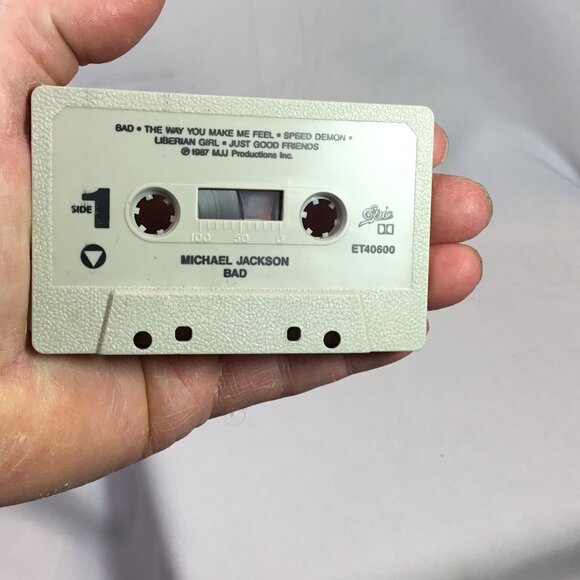 BAD • THE WAY YOU MAKE ME FEEL • SPEED DEMON •
LIBERIAN GIRL • JUST GOOD FRIENDS
℗ 1987 MJJ Productions Inc.
SIDE 1
Epic
100 50 0
ET40600
MICHAEL JACKSON
BAD